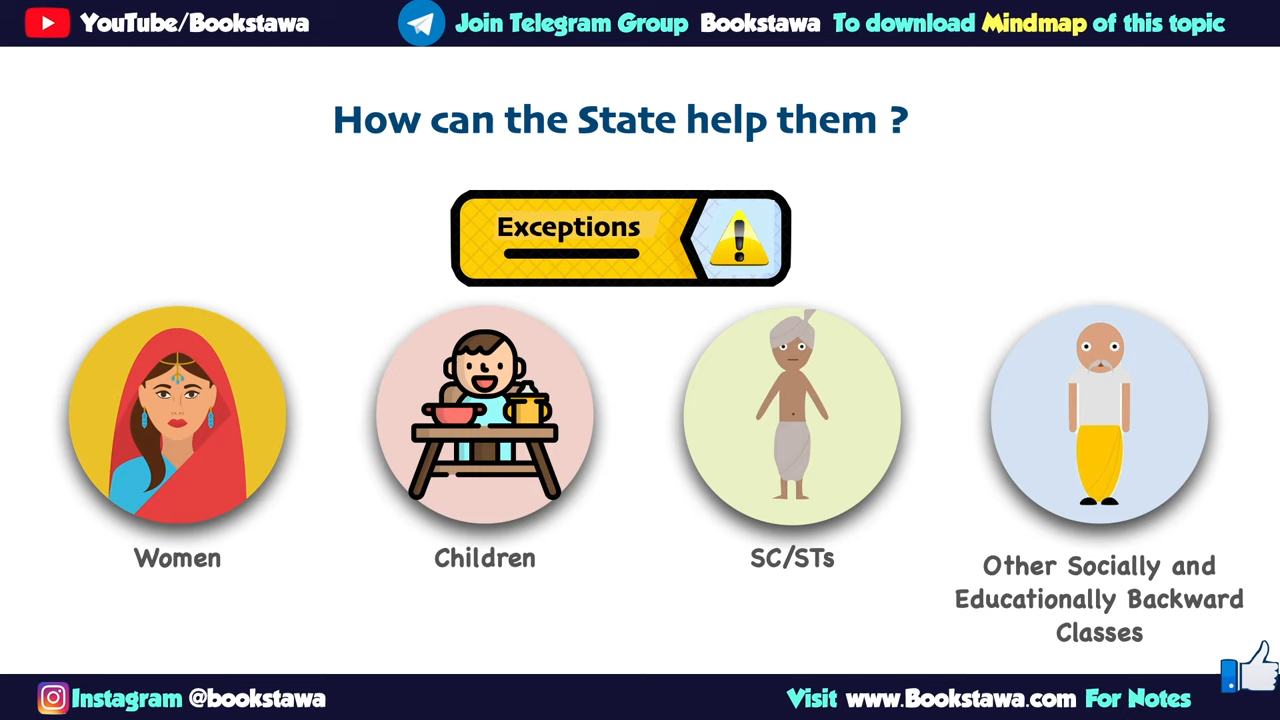 YouTube/Bookstawa
Join Telegram Group Bookstawa To download Mindmap of this topic
How can the State help them ?
Exceptions
Women
Children
SC/STs
Other Socially and
Educationally Backward
Classes
Instagram @bookstawa
Visit www.Bookstawa.com For Notes